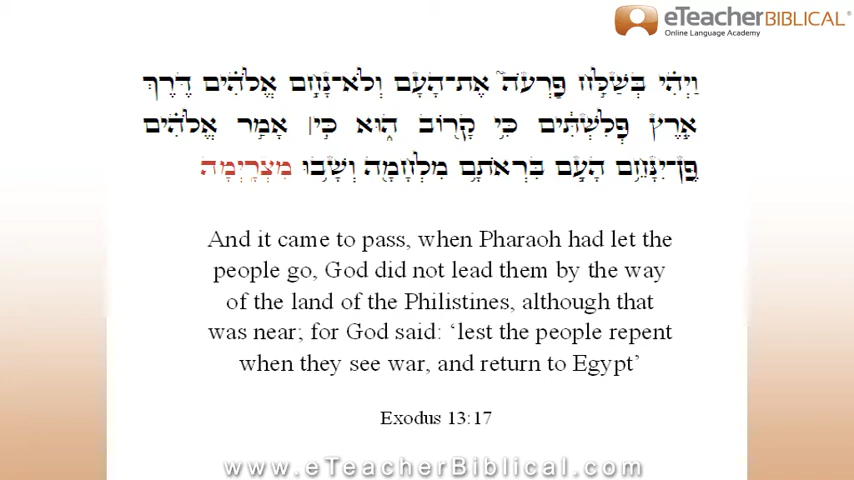 eTeacherBIBLICAL®
Online Language Academy
וַיְהִ֗י בְּשַׁלַּ֣ח פַּרְעֹה֮ אֶת־הָעָם֒ וְלֹא־נָחָ֣ם אֱלֹהִ֗ים דֶּ֚רֶךְ
אֶ֣רֶץ פְּלִשְׁתִּ֔ים כִּ֥י קָר֖וֹב ה֑וּא כִּ֣י׀ אָמַ֣ר אֱלֹהִ֗ים
פֶּֽן־יִנָּחֵ֥ם הָעָ֛ם בִּרְאֹתָ֥ם מִלְחָמָ֖ה וְשָׁ֥בוּ מִצְרָֽיְמָה
And it came to pass, when Pharaoh had let the
people go, God did not lead them by the way
of the land of the Philistines, although that
was near; for God said: ‘lest the people repent
when they see war, and return to Egypt’
Exodus 13:17
www.eTeacherBiblical.com